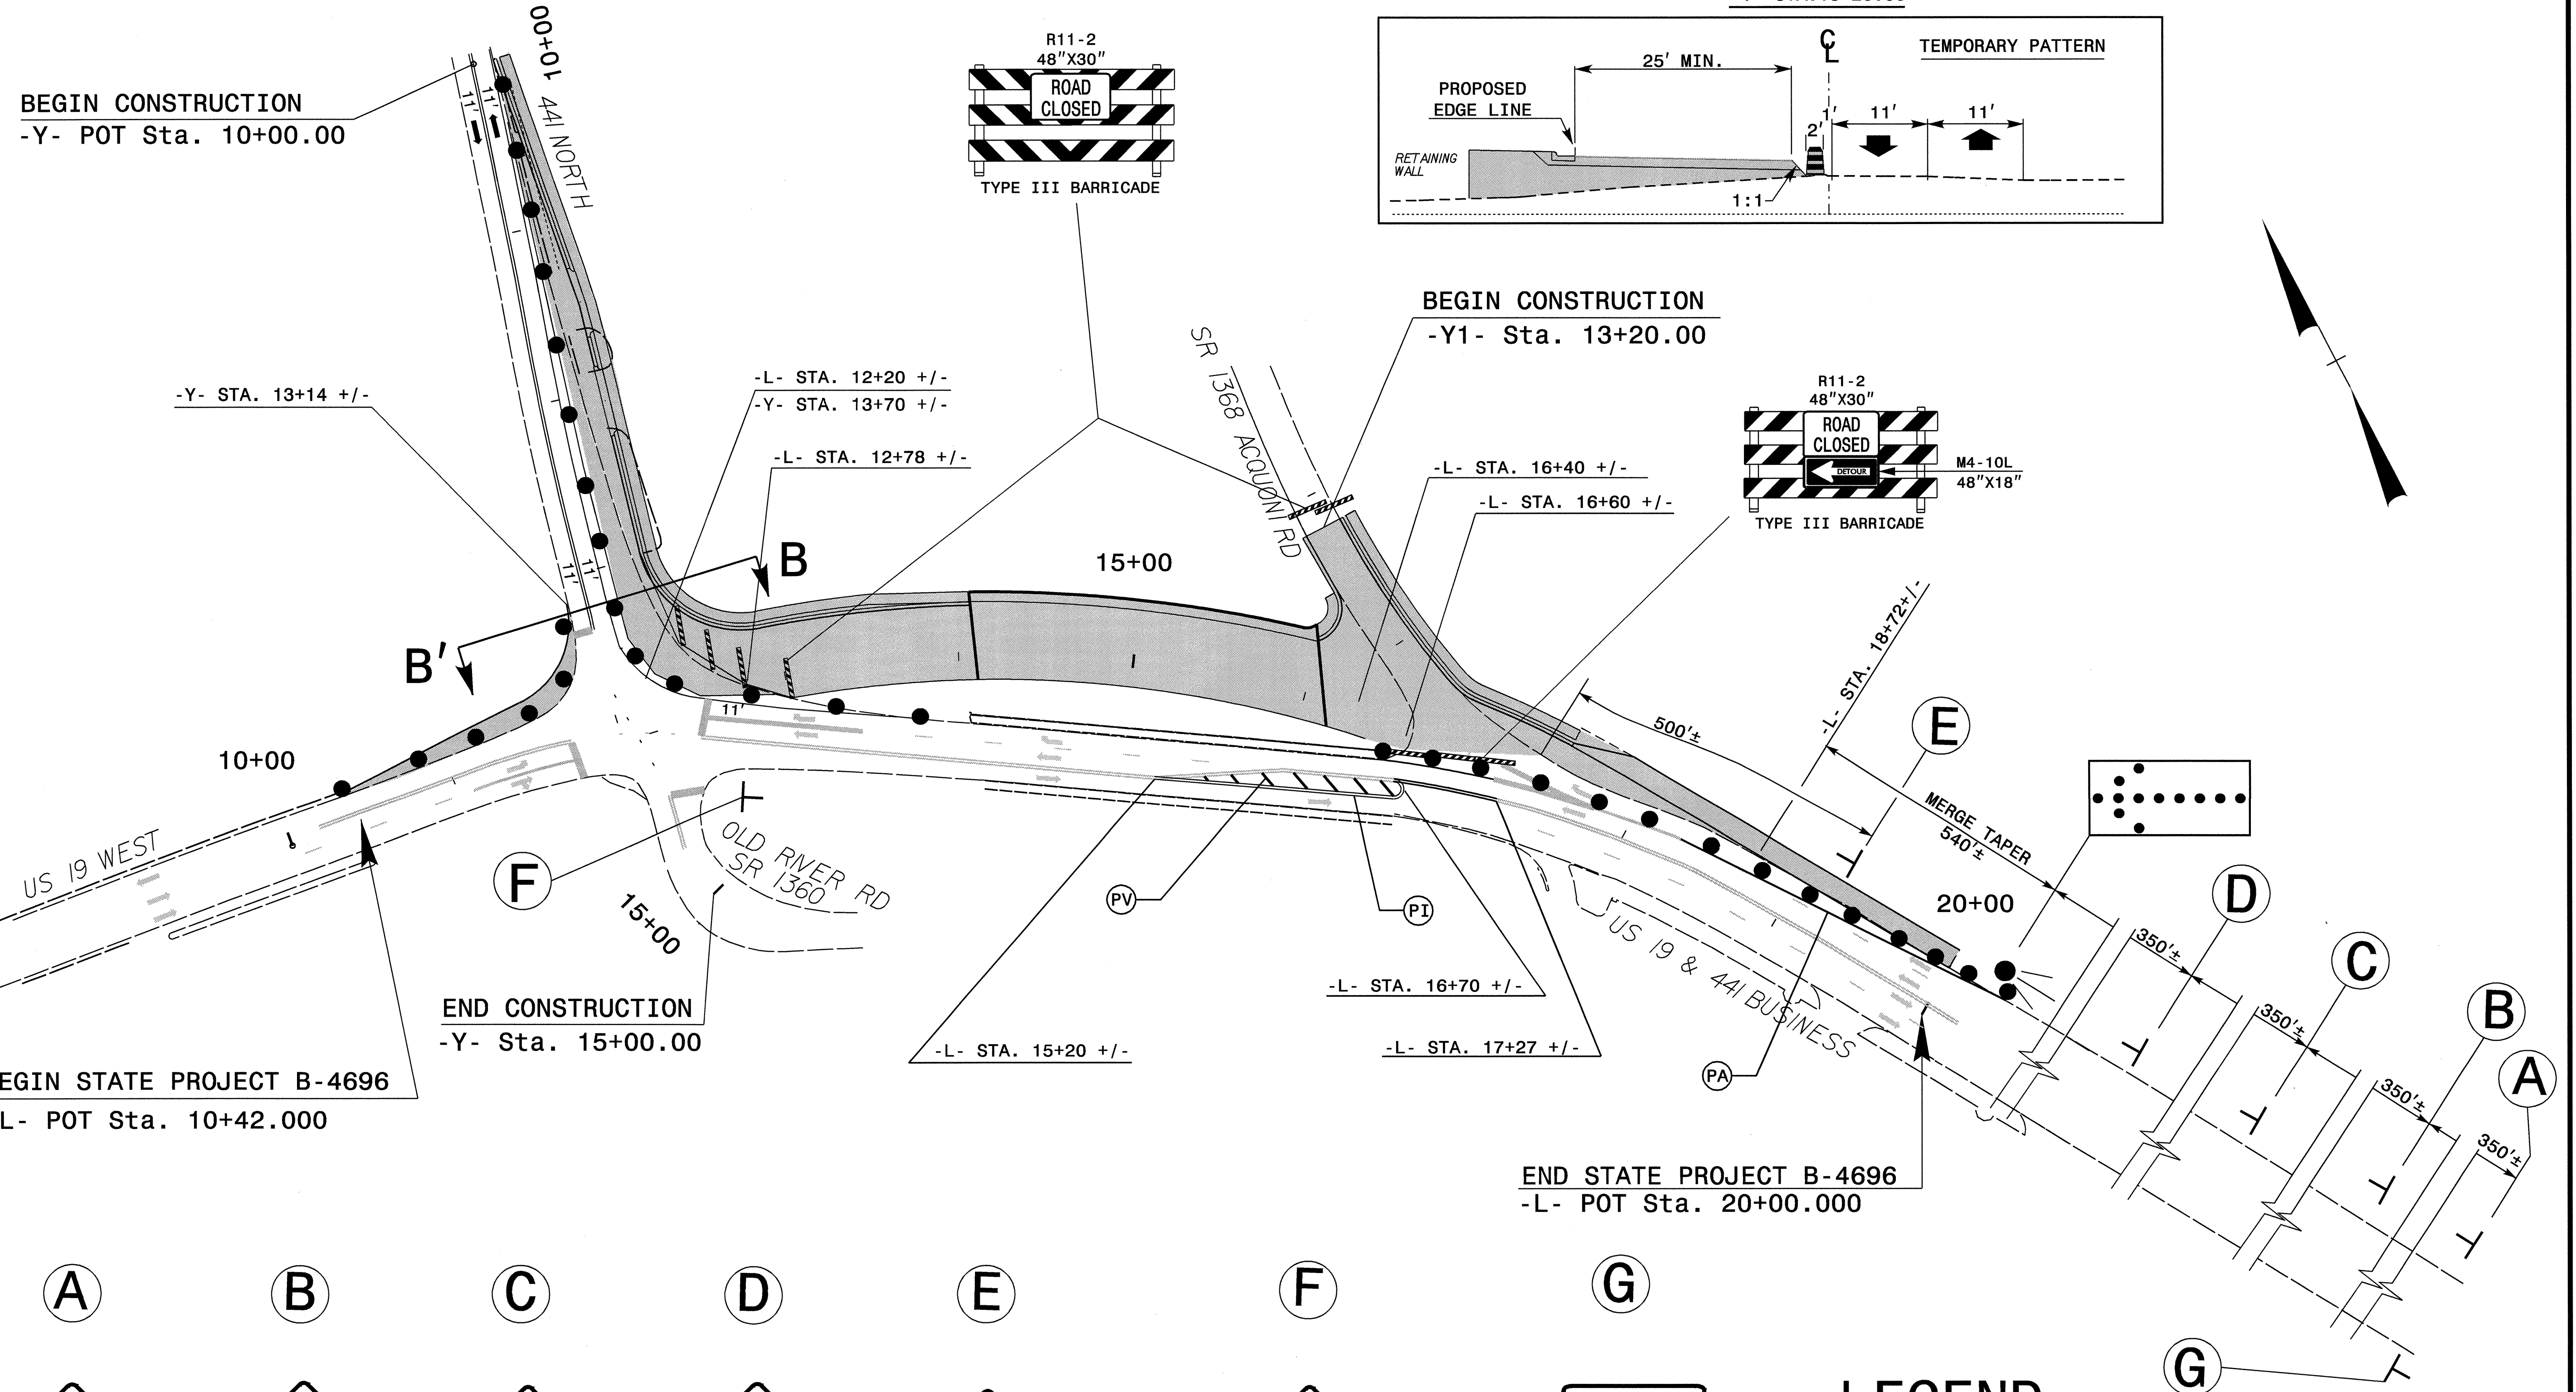 10+00
441 NORTH
BEGIN CONSTRUCTION
-Y- POT Sta. 10+00.00
11'
11'
R11-2
48"X30"
ROAD
CLOSED
TYPE III BARRICADE
TEMPORARY PATTERN
CL
25' MIN.
PROPOSED
EDGE LINE
1'
2'
11'
11'
RETAINING
WALL
1:1
BEGIN CONSTRUCTION
-Y1- Sta. 13+20.00
SR 1368 ACQUONI RD
R11-2
48"X30"
ROAD
CLOSED
DETOUR
M4-10L
48"X18"
TYPE III BARRICADE
-Y- STA. 13+14 +/-
-L- STA. 12+20 +/-
-Y- STA. 13+70 +/-
-L- STA. 12+78 +/-
-L- STA. 16+40 +/-
-L- STA. 16+60 +/-
11'
11'
B
B'
15+00
-L- STA. 18+72+/-
500'±
E
MERGE TAPER
540'±
11'
10+00
US 19 WEST
F
OLD RIVER RD
SR 1360
15+00
PV
PI
20+00
D
350'±
C
350'±
B
350'±
A
350'±
US 19 & 441 BUSINESS
-L- STA. 16+70 +/-
END CONSTRUCTION
-Y- Sta. 15+00.00
-L- STA. 15+20 +/-
-L- STA. 17+27 +/-
PA
EGIN STATE PROJECT B-4696
L- POT Sta. 10+42.000
END STATE PROJECT B-4696
-L- POT Sta. 20+00.000
A
B
C
D
E
F
G
G
LEGEND